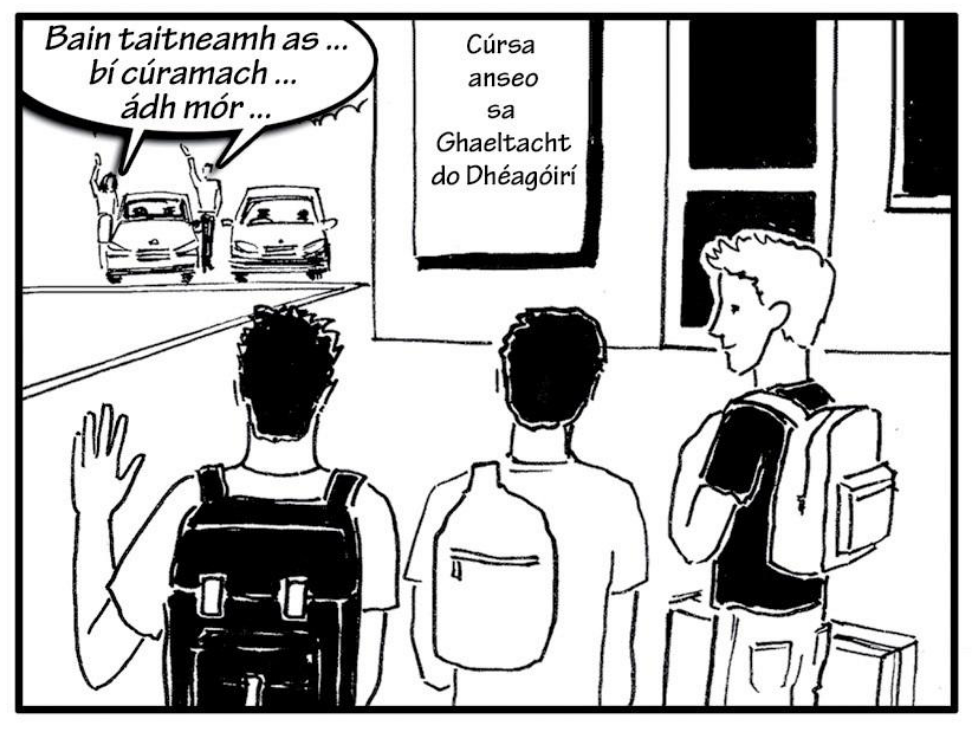 Bain taitneamh as ...
bí cúramach ...
ádh mór ...
Cúrsa
anseo
sa
Ghaeltacht
do Dhéagóirí